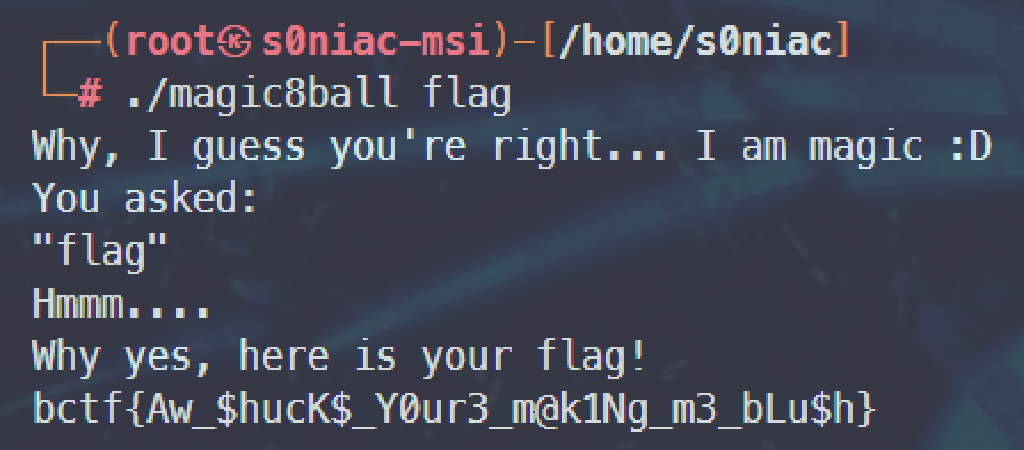 ┌──(root㉿s0niac-msi)-[/home/s0niac]
└─# ./magic8ball flag
Why, I guess you're right... I am magic :D
You asked:
"flag"
Hmmm....
Why yes, here is your flag!
bctf{Aw_$hucK$_Y0ur3_m@k1Ng_m3_bLu$h}